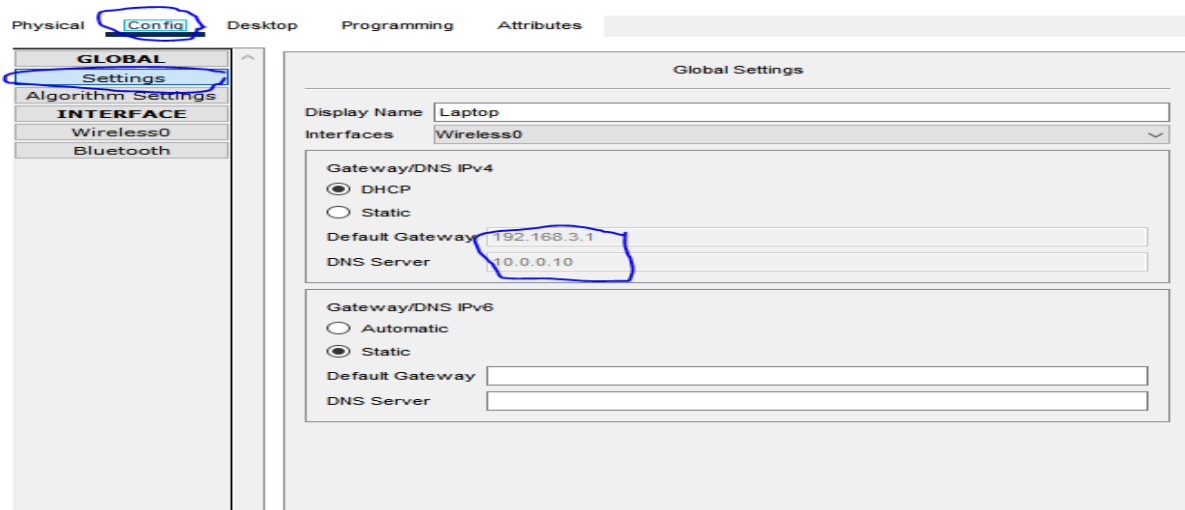 Physical Config Desktop Programming Attributes
GLOBAL
Settings
Algorithm Settings
INTERFACE
Wireless0
Bluetooth
Global Settings
Display Name Laptop
Interfaces Wireless0
Gateway/DNS IPv4
DHCP
Static
Default Gateway 192.168.3.1
DNS Server 10.0.0.10
Gateway/DNS IPv6
Automatic
Static
Default Gateway
DNS Server